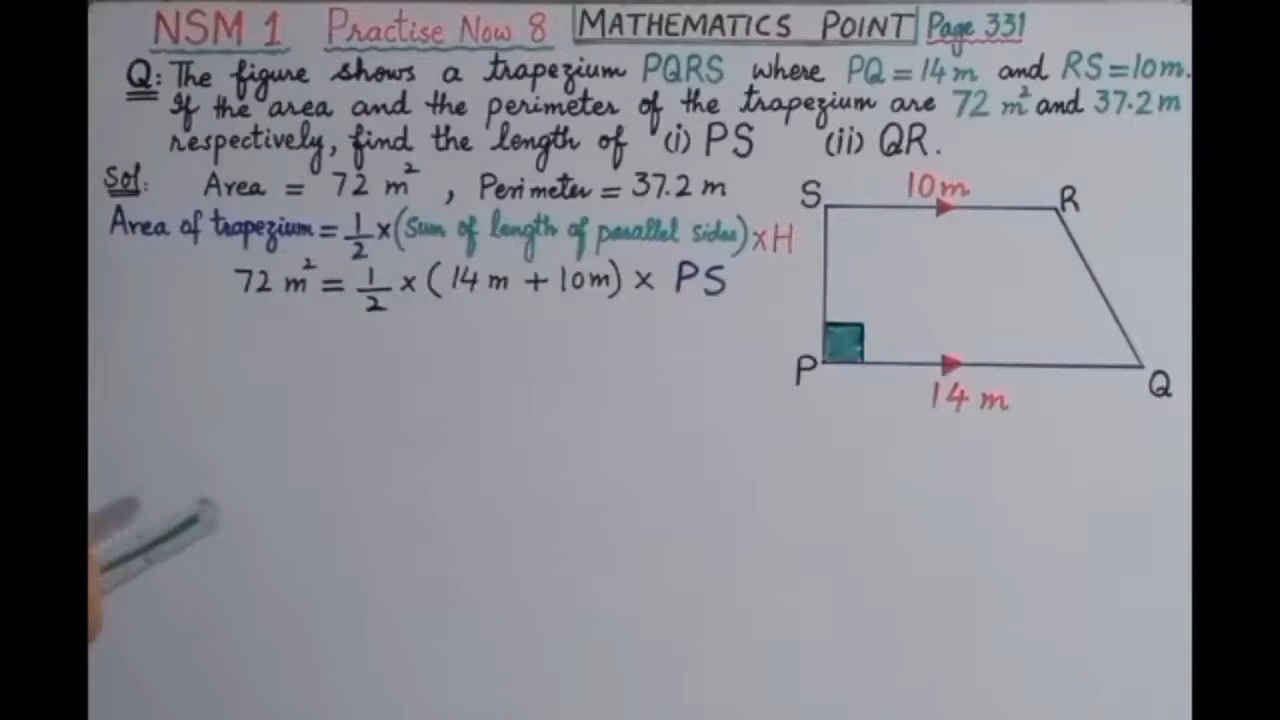 NSM 1 Practise Now 8 MATHEMATICS POINT Page 331
Q: The figure shows a trapezium PQRS where PQ = 14 m and RS = 10 m.
If the area and the perimeter of the trapezium are 72 m² and 37.2 m
respectively, find the length of (i) PS (ii) QR.
Sol: Area = 72 m² , Perimeter = 37.2 m
Area of trapezium = 1/2 × (Sum of length of parallel sides) × H
72 m² = 1/2 × (14 m + 10 m) × PS
S 10 m R
P Q
14 m